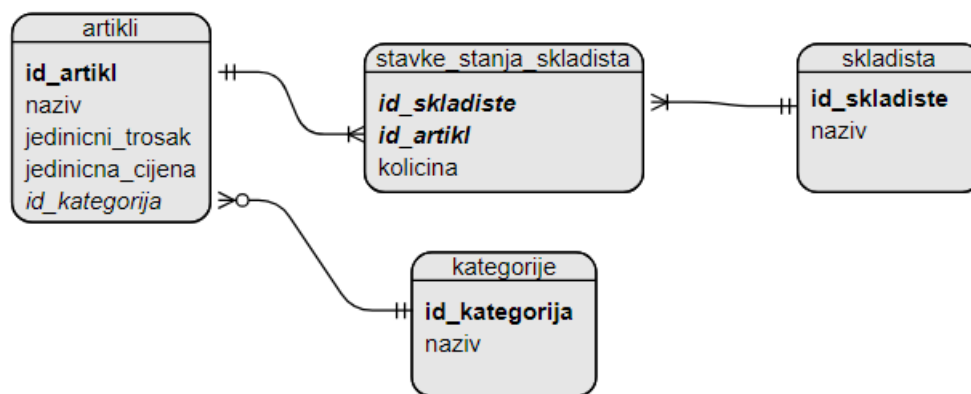 artikli
id_artikl
naziv
jedinicni_trosak
jedinicna_cijena
id_kategorija
stavke_stanja_skladista
id_skladiste
id_artikl
kolicina
skladista
id_skladiste
naziv
kategorije
id_kategorija
naziv